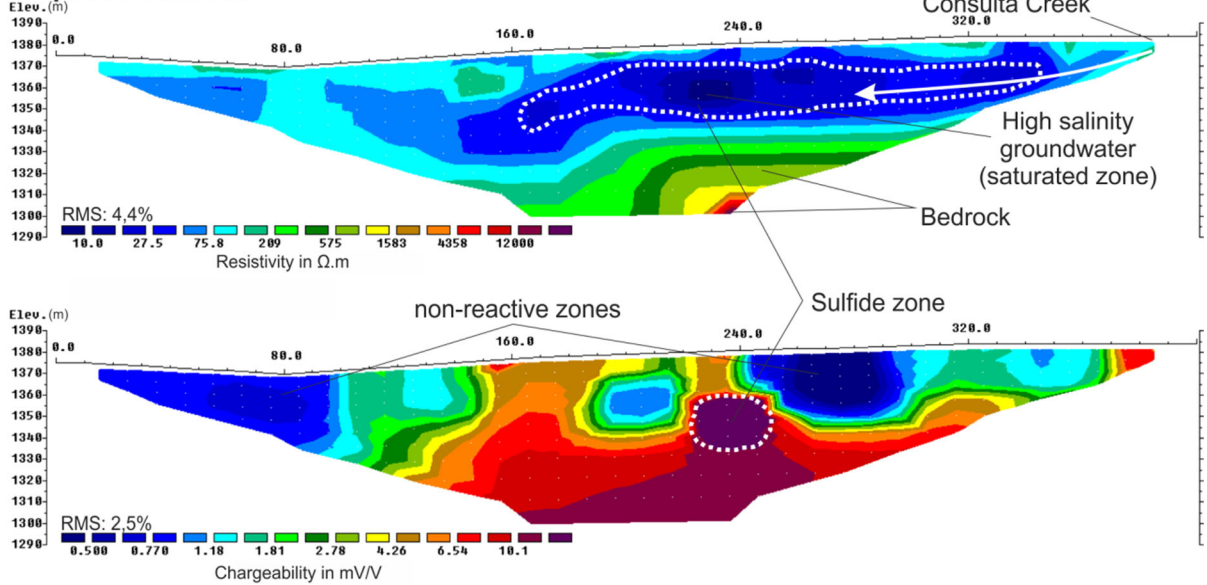 Elev.(m)
Consulta Creek
1390
1380
1370
1360
1350
1340
1330
1320
1310
1300
1290
0.0
80.0
160.0
240.0
320.0
High salinity
groundwater
(saturated zone)
Bedrock
RMS: 4,4%
10.0 27.5 75.8 209 575 1583 4358 12000
Resistivity in Ω.m
Sulfide zone
non-reactive zones
Elev.(m)
1390
1380
1370
1360
1350
1340
1330
1320
1310
1300
1290
0.0
80.0
160.0
240.0
320.0
RMS: 2,5%
0.500 0.770 1.18 1.81 2.78 4.26 6.54 10.1
Chargeability in mV/V